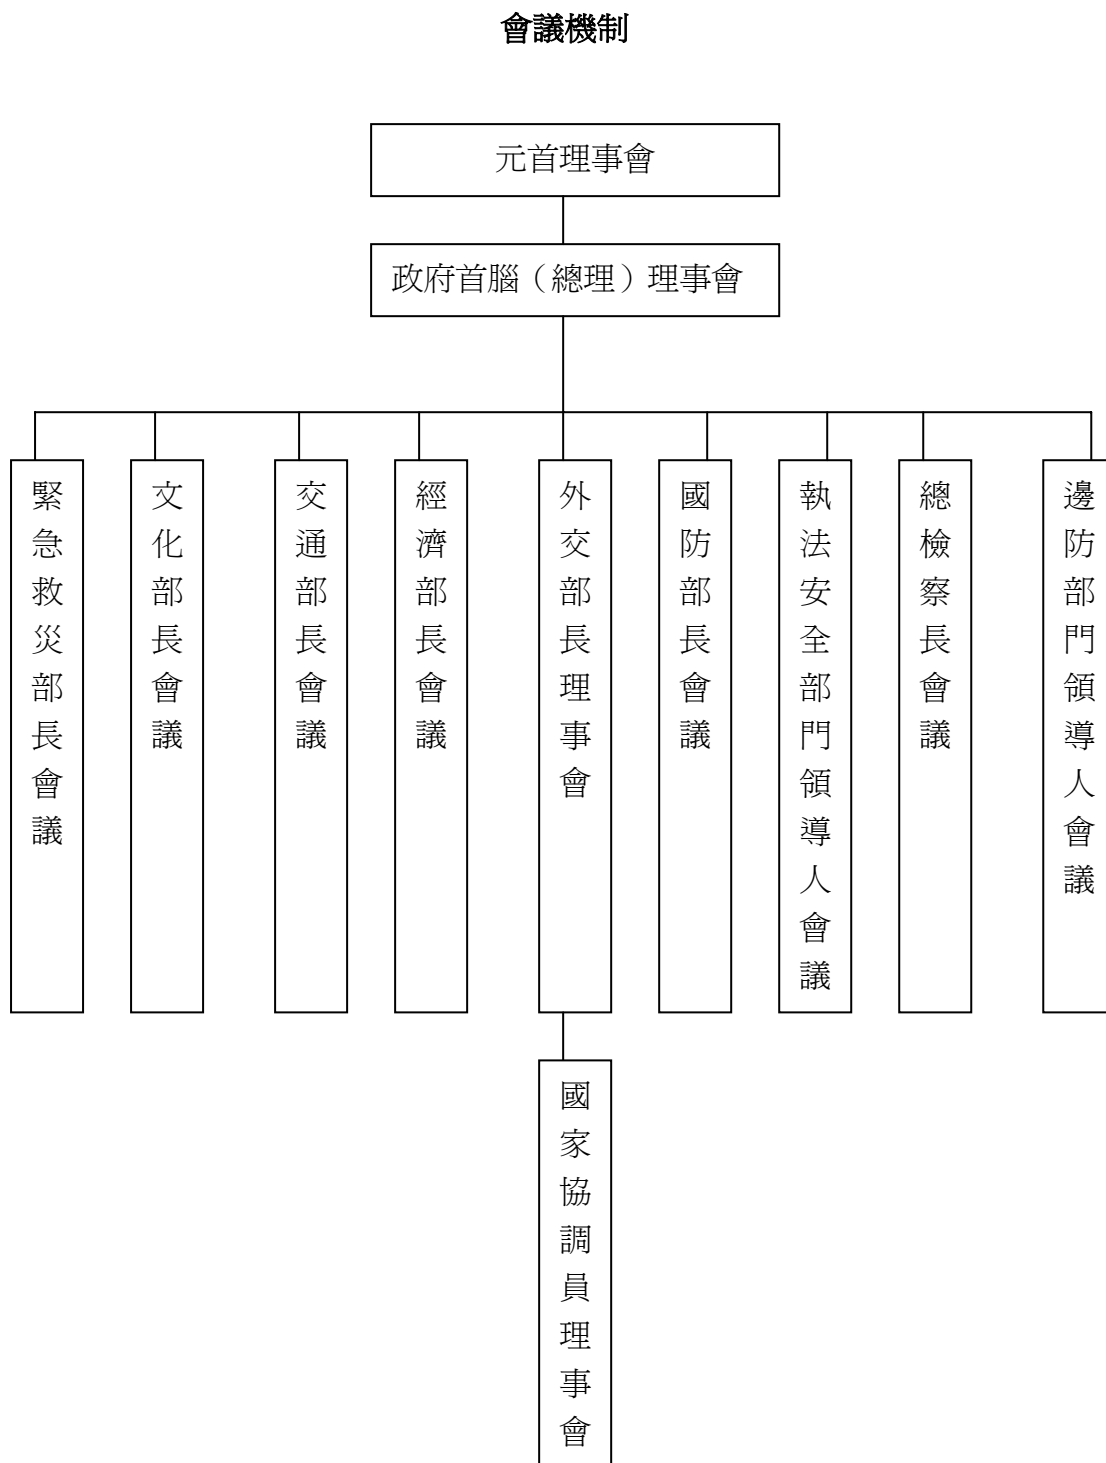 會議機制
元首理事會
政府首腦（總理）理事會
緊急救災部長會議
文化部長會議
交通部長會議
經濟部長會議
外交部長理事會
國防部長會議
執法安全部門領導人會議
總檢察長會議
邊防部門領導人會議
國家協調員理事會